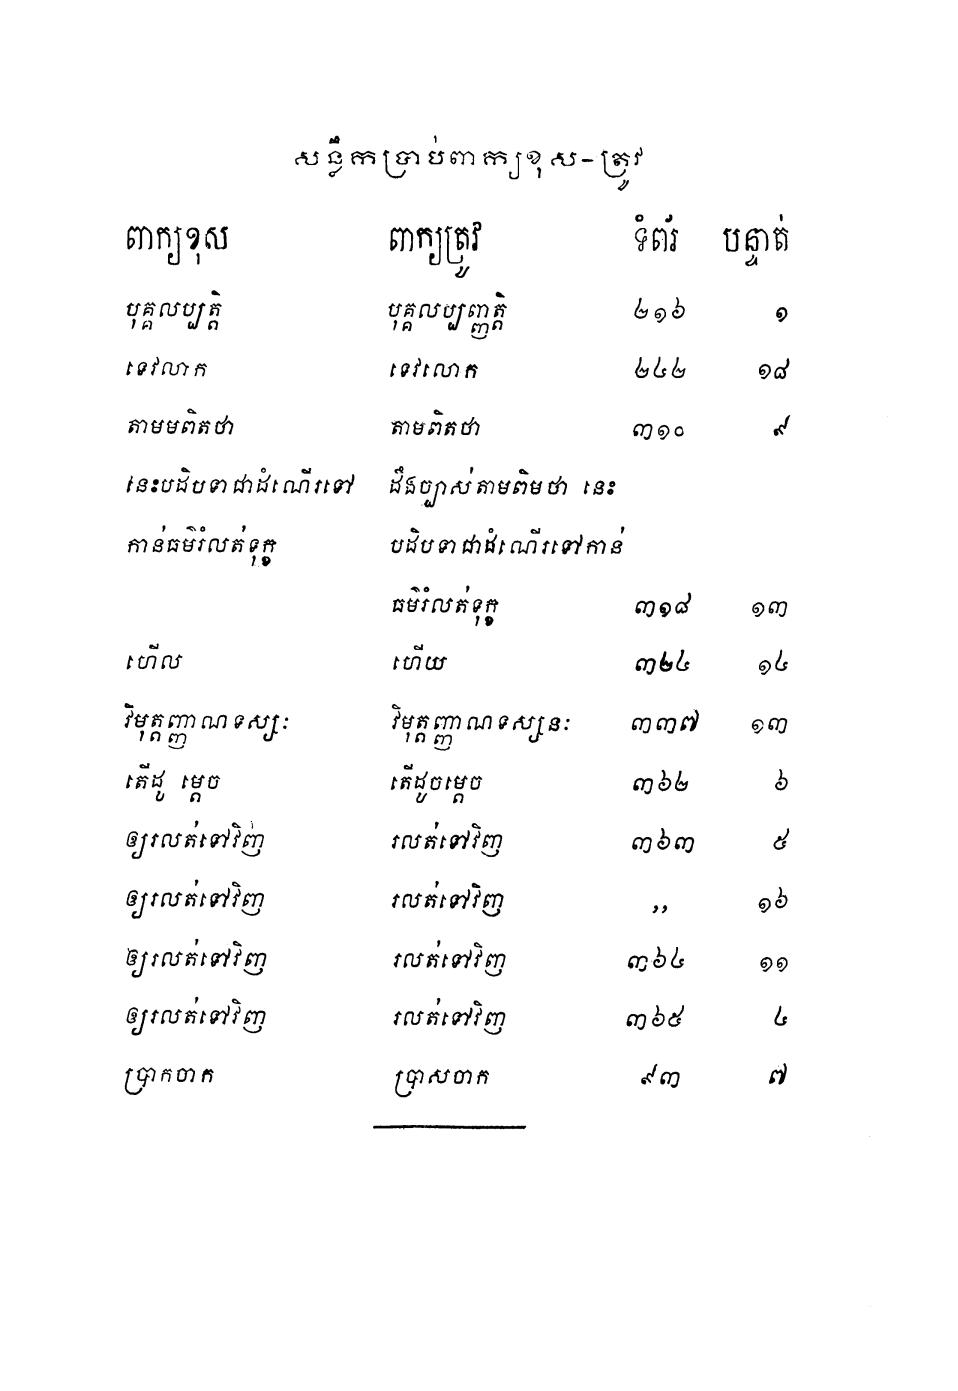 សន្លឹកប្រាប់ពាក្យខុស-ត្រូវ
ពាក្យខុស ពាក្យត្រូវ ទំព័រ បន្ទាត់
បុគ្គលប្បត្តិ បុគ្គលប្បញ្ញត្តិ ២១៦ ១
ទេវលាក ទេវលោក ២៤២ ១៨
តាមមពិតថា តាមពិតថា ៣១០ ៩
នេះបដិបទាជាដំណើរទៅ ដឹងច្បាស់តាមពិមថា នេះ
កាន់ធម៌រំលត់ទុក្ខ បដិបទាជាដំណើរទៅកាន់
ធម៌រំលត់ទុក្ខ ៣១៨ ១៣
ហើល ហើយ ៣២៤ ១៤
វិមុត្តញ្ញាណទស្សៈ វិមុត្តញ្ញាណទស្សនៈ ៣៣៧ ១៣
តើដូ ម្តេច តើដូចម្តេច ៣៦២ ៦
ឲ្យរលត់ទៅវិញ រលត់ទៅវិញ ៣៦៣ ៥
ឲ្យរលត់ទៅវិញ រលត់ទៅវិញ ,, ១៦
ឲ្យរលត់ទៅវិញ រលត់ទៅវិញ ៣៦៤ ១១
ឲ្យរលត់ទៅវិញ រលត់ទៅវិញ ៣៦៥ ៤
ប្រាកចាក ប្រាសចាក ៩៣ ៧